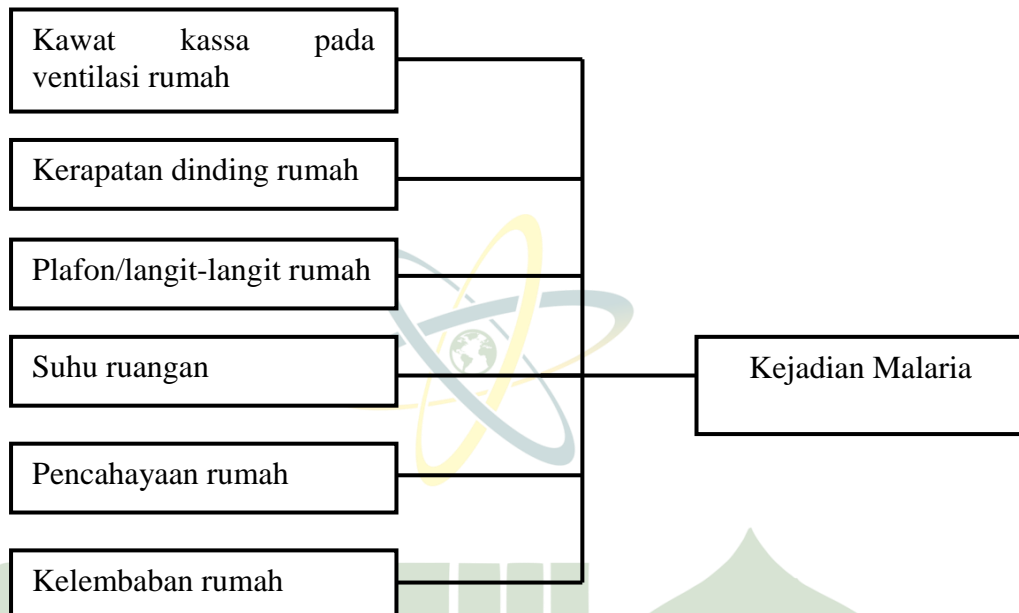 Kawat kassa pada
ventilasi rumah
Kerapatan dinding rumah
Plafon/langit-langit rumah
Suhu ruangan
Kejadian Malaria
Pencahayaan rumah
Kelembaban rumah